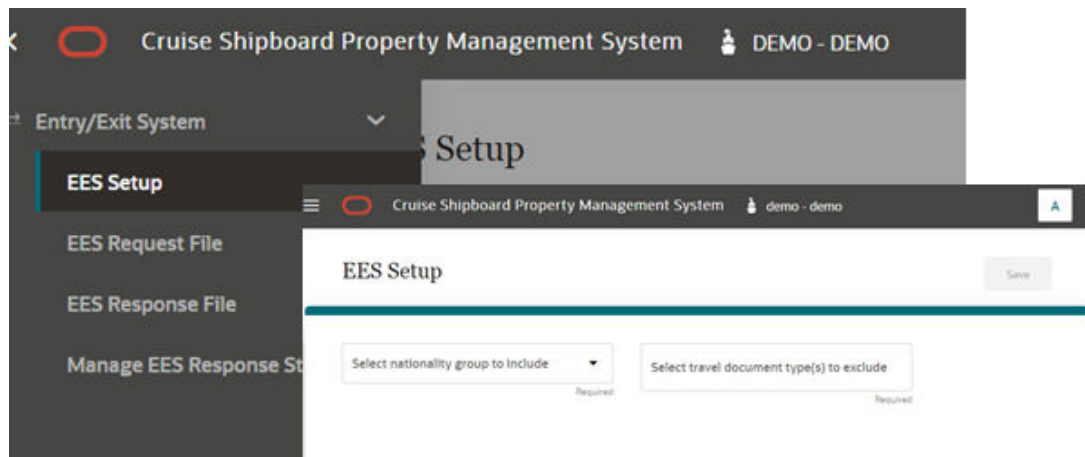 Cruise Shipboard Property Management System DEMO - DEMO
Entry/Exit System
Setup
EES Setup
EES Request File
EES Response File
Manage EES Response St
Cruise Shipboard Property Management System demo - demo A
EES Setup Save
Select nationality group to include Select travel document type(s) to exclude
Required Required